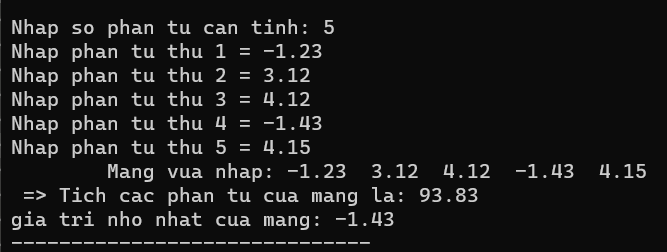 Nhap so phan tu can tinh: 5
Nhap phan tu thu 1 = -1.23
Nhap phan tu thu 2 = 3.12
Nhap phan tu thu 3 = 4.12
Nhap phan tu thu 4 = -1.43
Nhap phan tu thu 5 = 4.15
        Mang vua nhap: -1.23  3.12  4.12  -1.43  4.15
 => Tich cac phan tu cua mang la: 93.83
gia tri nho nhat cua mang: -1.43
------------------------------